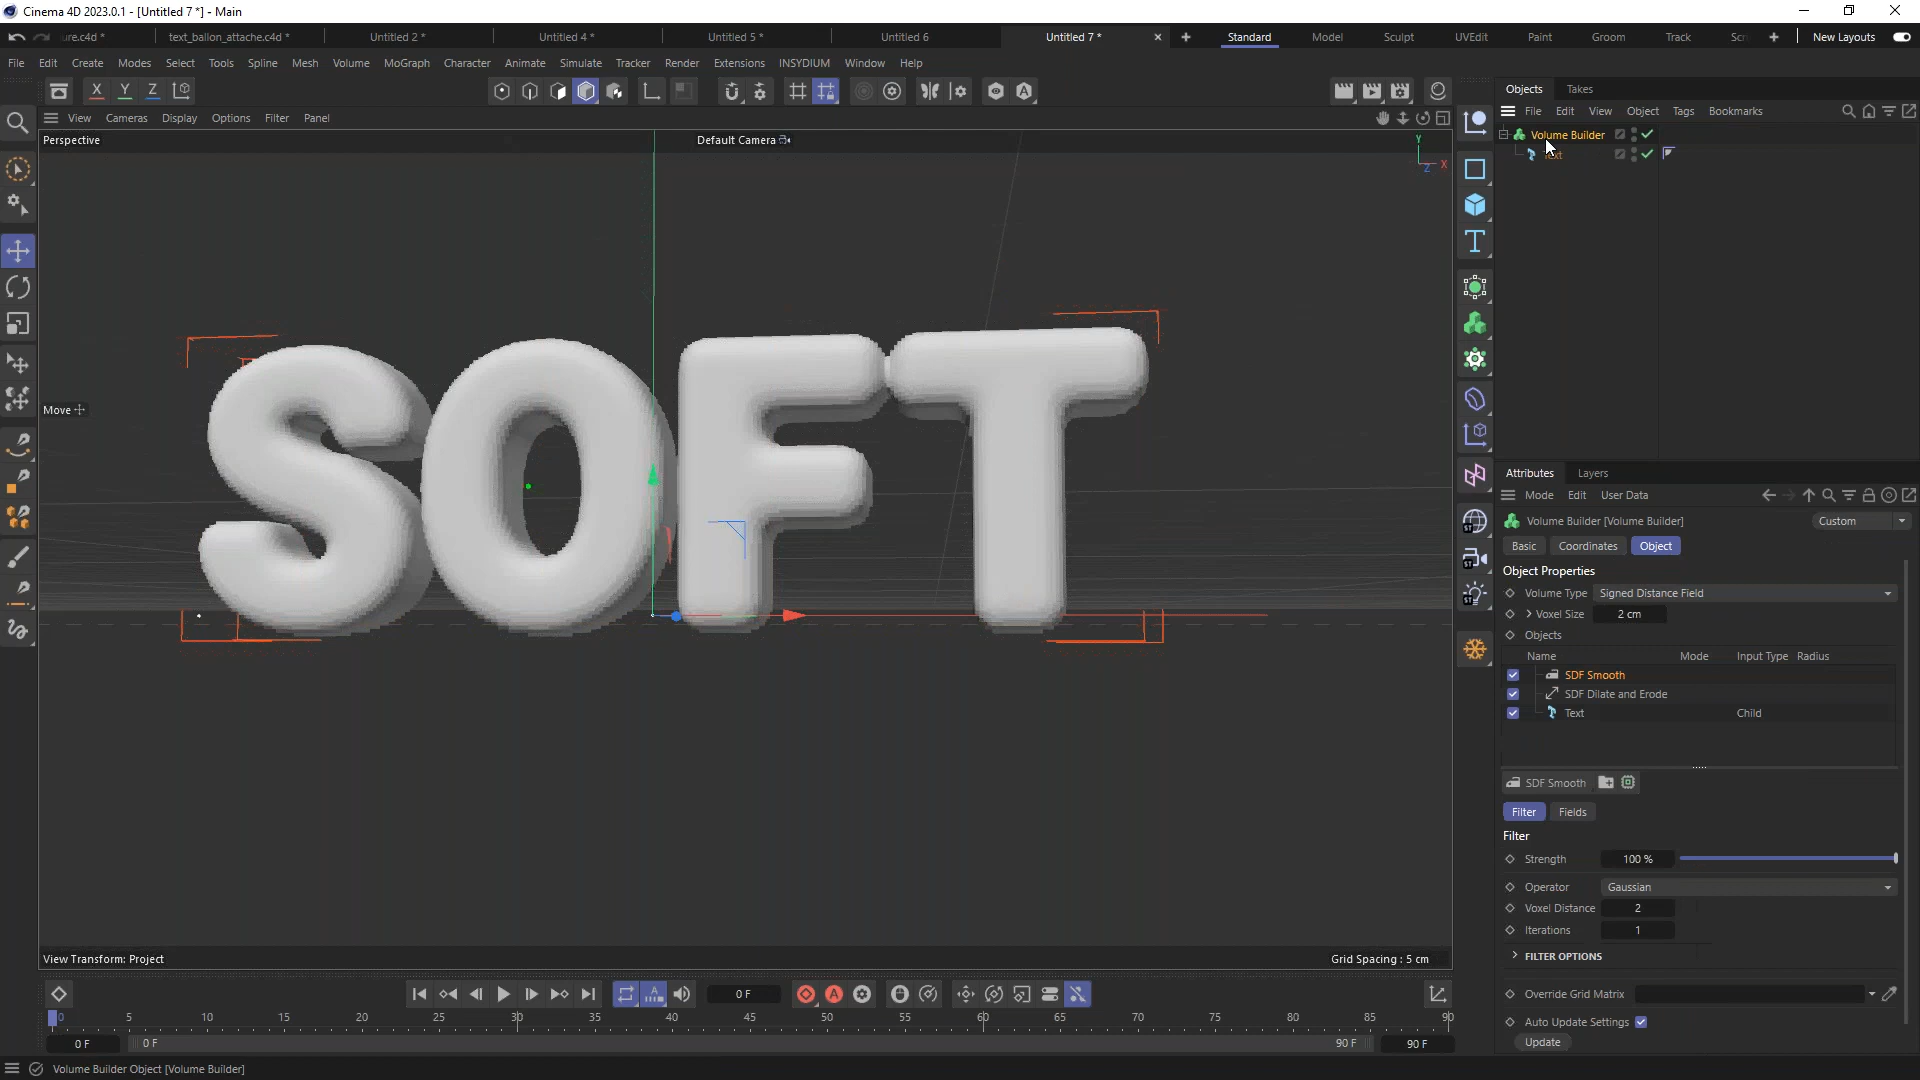 Cinema 4D 2023.0.1 - [Untitled 7 *] - Main
ure.c4d * text_ballon_attache.c4d * Untitled 2 * Untitled 4 * Untitled 5 * Untitled 6 Untitled 7 * Standard Model Sculpt UVEdit Paint Groom Track Scr New Layouts
File Edit Create Modes Select Tools Spline Mesh Volume MoGraph Character Animate Simulate Tracker Render Extensions INSYDIUM Window Help
X Y Z
View Cameras Display Options Filter Panel
Perspective
Default Camera
Y
X
Z
Move
SOFT
View Transform: Project
Grid Spacing : 5 cm
Objects Takes
File Edit View Object Tags Bookmarks
Volume Builder
Text
ST
ST
ST
Attributes Layers
Mode Edit User Data
Volume Builder [Volume Builder]
Custom
Basic Coordinates Object
Object Properties
Volume Type Signed Distance Field
Voxel Size 2 cm
Objects
Name Mode Input Type Radius
SDF Smooth
SDF Dilate and Erode
Text Child
SDF Smooth
Filter Fields
Filter
Strength 100 %
Operator Gaussian
Voxel Distance 2
Iterations 1
FILTER OPTIONS
Override Grid Matrix
Auto Update Settings
Update
0 F
0 5 10 15 20 25 30 35 40 45 50 55 60 65 70 75 80 85 90
0 F 0 F 90 F 90 F
Volume Builder Object [Volume Builder]